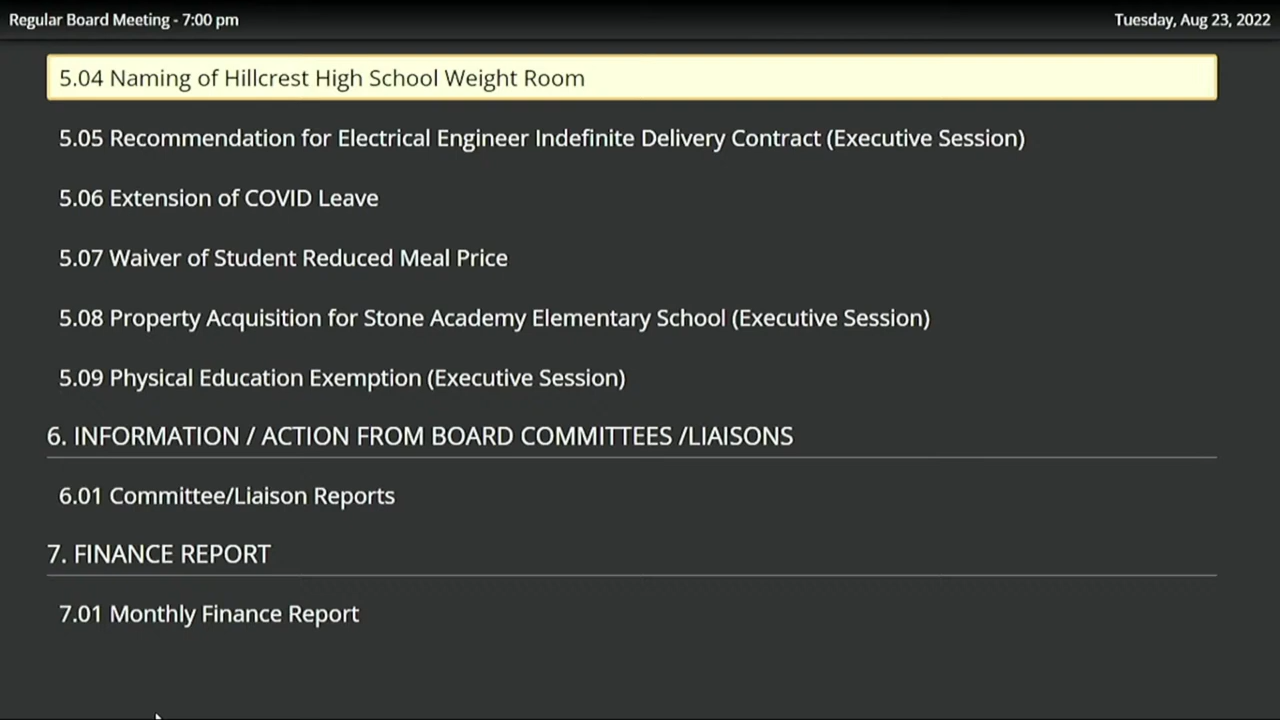 Regular Board Meeting - 7:00 pm
Tuesday, Aug 23, 2022
5.04 Naming of Hillcrest High School Weight Room
5.05 Recommendation for Electrical Engineer Indefinite Delivery Contract (Executive Session)
5.06 Extension of COVID Leave
5.07 Waiver of Student Reduced Meal Price
5.08 Property Acquisition for Stone Academy Elementary School (Executive Session)
5.09 Physical Education Exemption (Executive Session)
6. INFORMATION / ACTION FROM BOARD COMMITTEES /LIAISONS
6.01 Committee/Liaison Reports
7. FINANCE REPORT
7.01 Monthly Finance Report